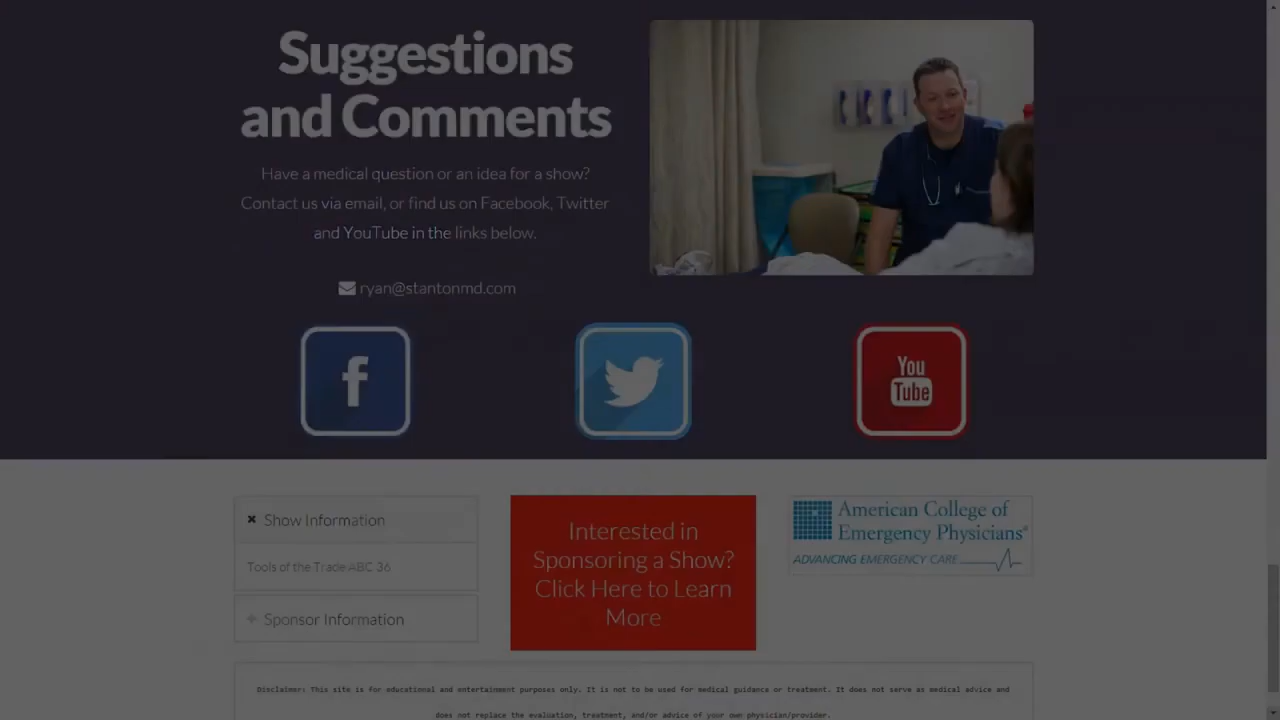 Suggestions
and Comments
Have a medical question or an idea for a show?
Contact us via email, or find us on Facebook, Twitter
and YouTube in the links below.
ryan@stantonmd.com
f
You
Tube
Show Information
Tools of the Trade ABC 36
Sponsor Information
Interested in
Sponsoring a Show?
Click Here to Learn
More
American College of
Emergency Physicians®
ADVANCING EMERGENCY CARE
Disclaimer: This site is for educational and entertainment purposes only. It is not to be used for medical guidance or treatment. It does not serve as medical advice and
does not replace the evaluation, treatment, and/or advice of your own physician/provider.